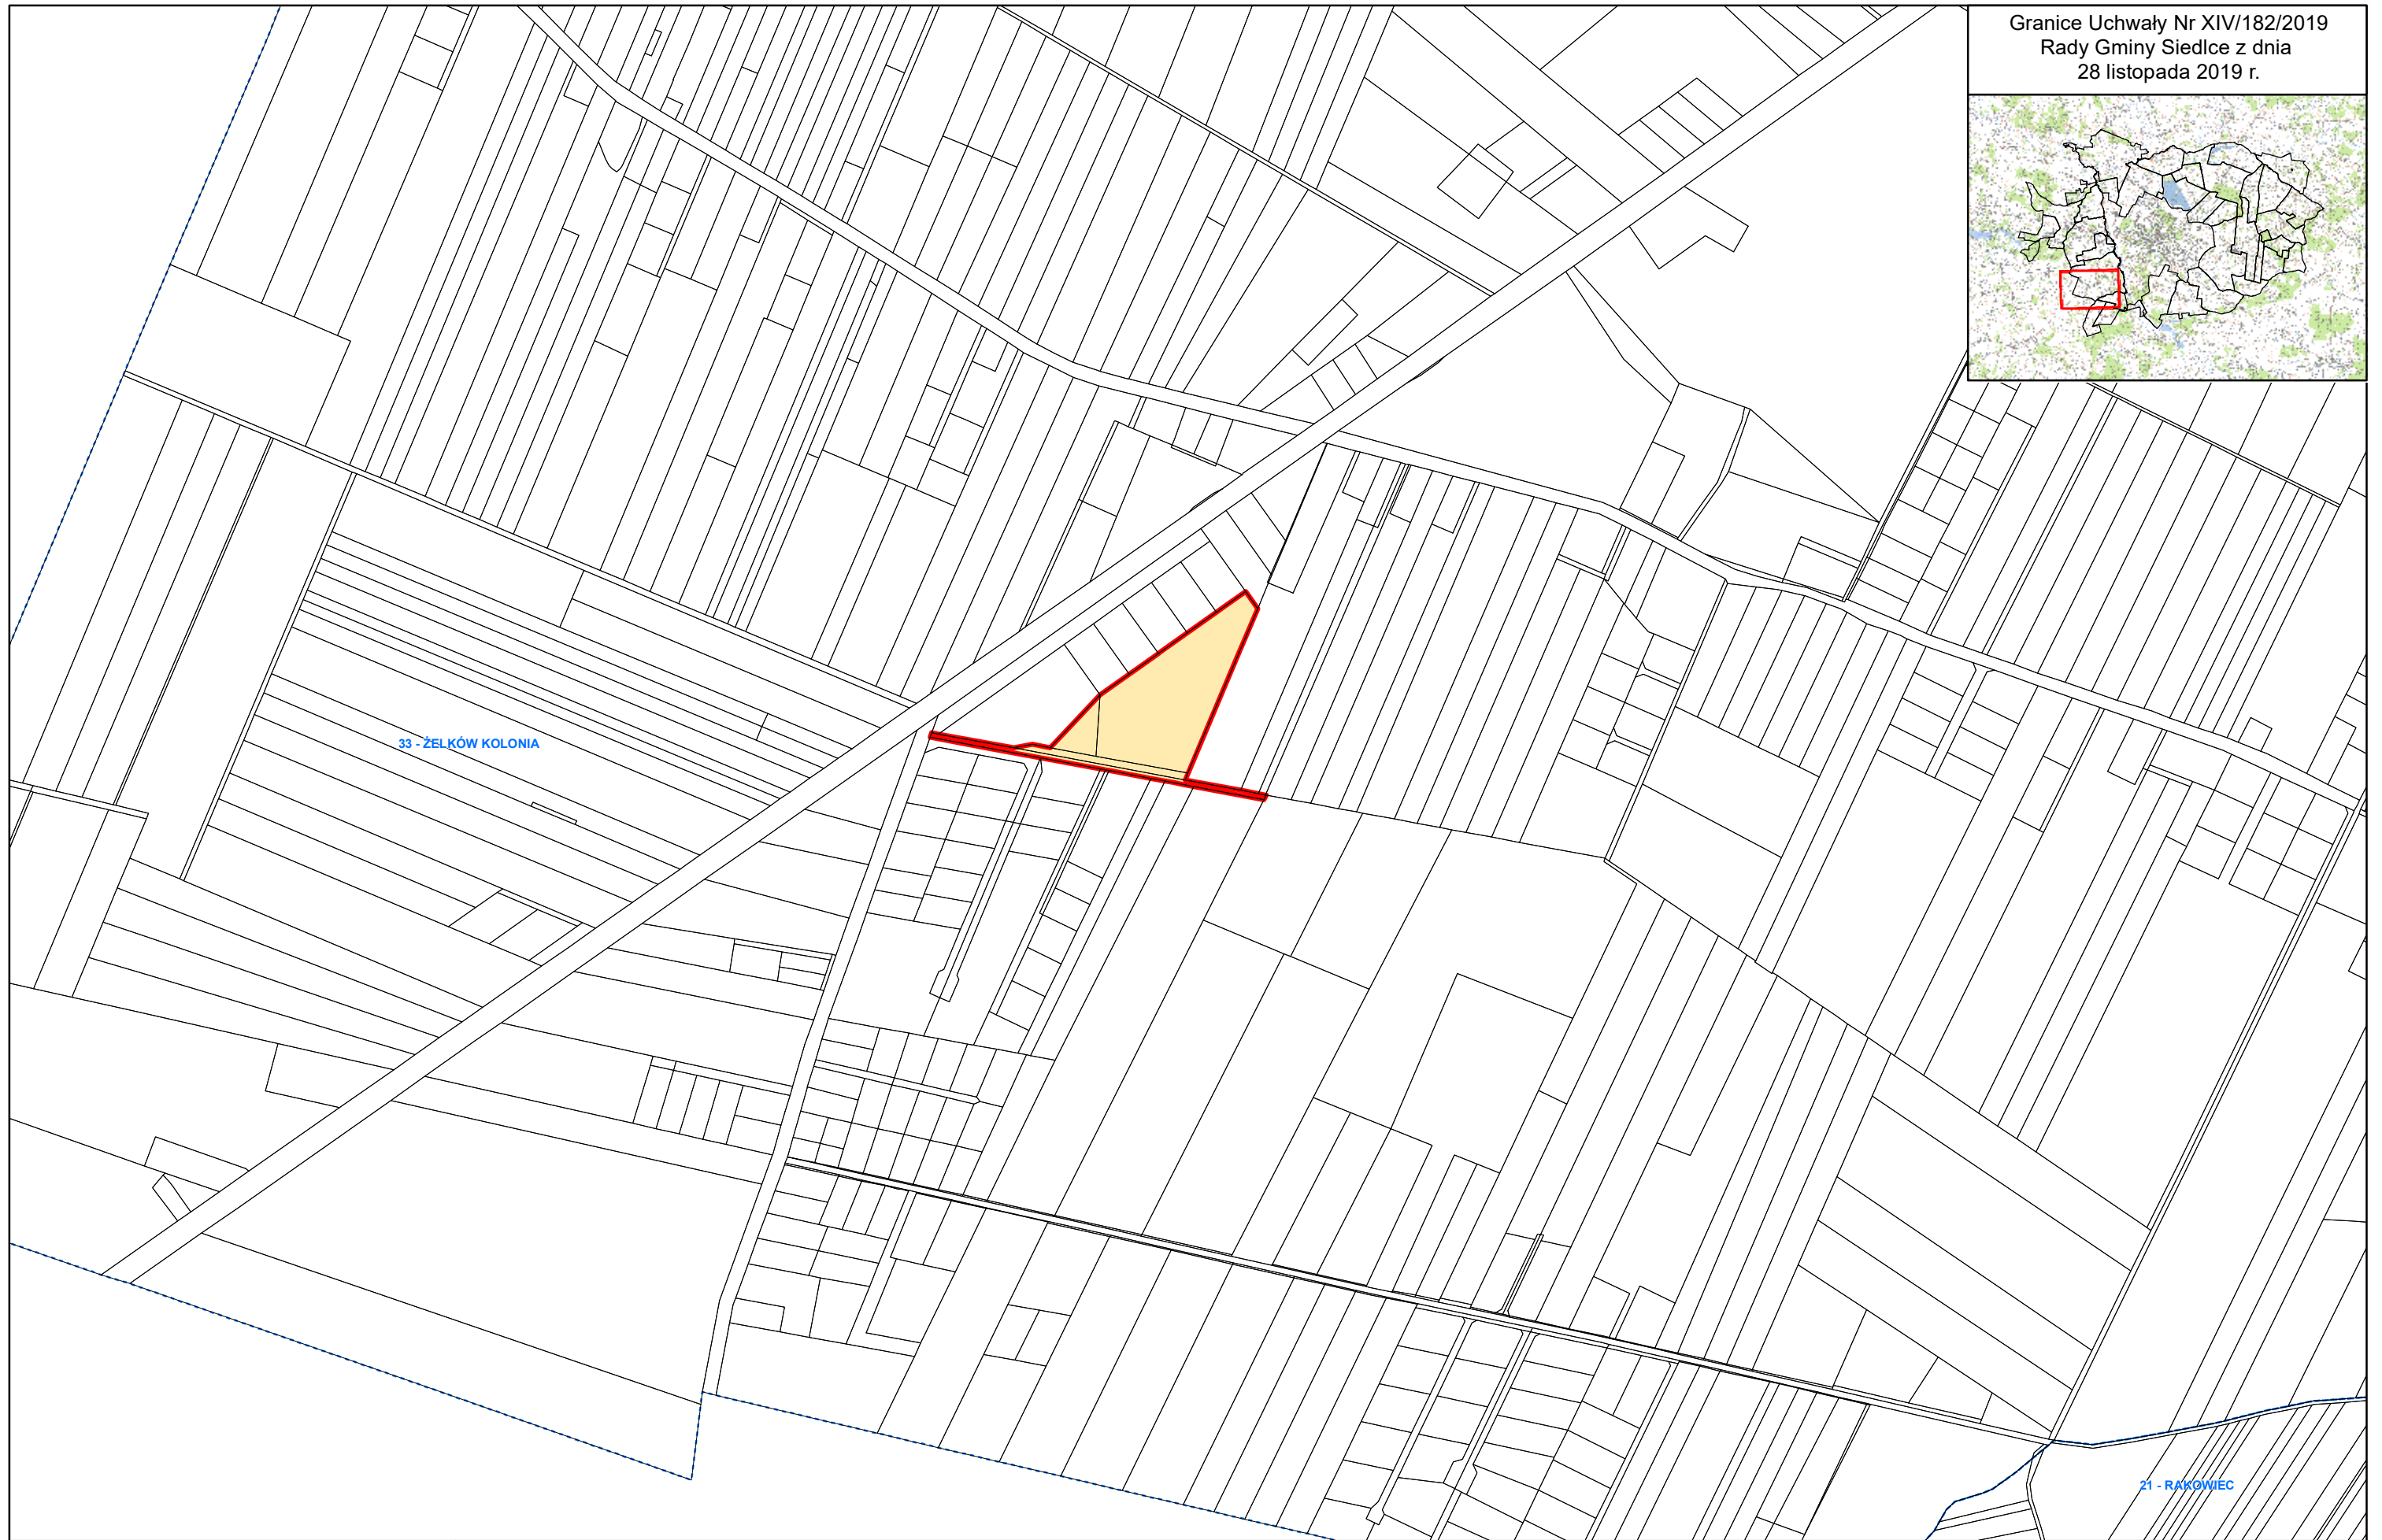 Granice Uchwały Nr XIV/182/2019
Rady Gminy Siedlce z dnia
28 listopada 2019 r.
33 - ŻELKÓW KOLONIA
21 - RAKOWIEC